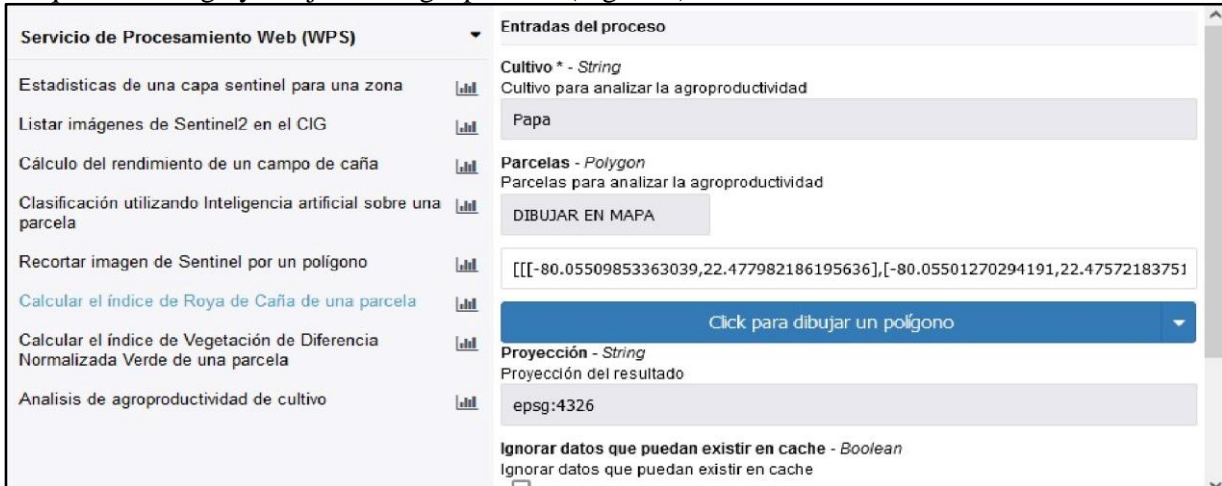 Servicio de Procesamiento Web (WPS)
Estadisticas de una capa sentinel para una zona
Listar imágenes de Sentinel2 en el CIG
Cálculo del rendimiento de un campo de caña
Clasificación utilizando Inteligencia artificial sobre una
parcela
Recortar imagen de Sentinel por un polígono
Calcular el índice de Roya de Caña de una parcela
Calcular el índice de Vegetación de Diferencia
Normalizada Verde de una parcela
Analisis de agroproductividad de cultivo
Entradas del proceso
Cultivo * - String
Cultivo para analizar la agroproductividad
Papa
Parcelas - Polygon
Parcelas para analizar la agroproductividad
DIBUJAR EN MAPA
[[[-80.05509853363039,22.477982186195636],[-80.05501270294191,22.47572183751
Click para dibujar un polígono
Proyección - String
Proyección del resultado
epsg:4326
Ignorar datos que puedan existir en cache - Boolean
Ignorar datos que puedan existir en cache